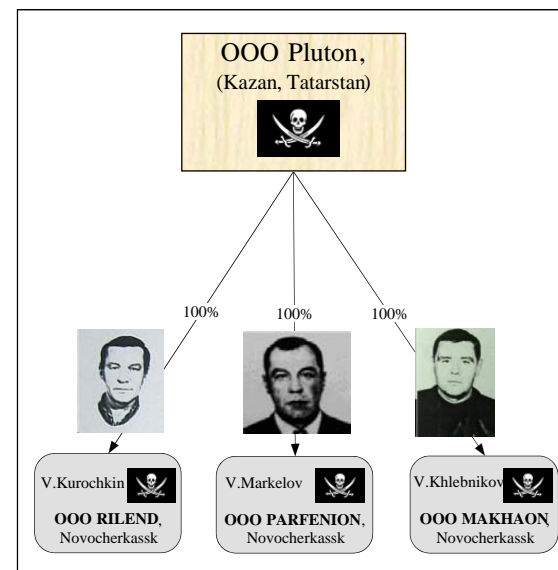 OOO Pluton,
(Kazan, Tatarstan)
100%
100%
100%
V.Kurochkin
OOO RILEND,
Novocherkassk
V.Markelov
OOO PARFENION,
Novocherkassk
V.Khlebnikov
OOO MAKHAON,
Novocherkassk